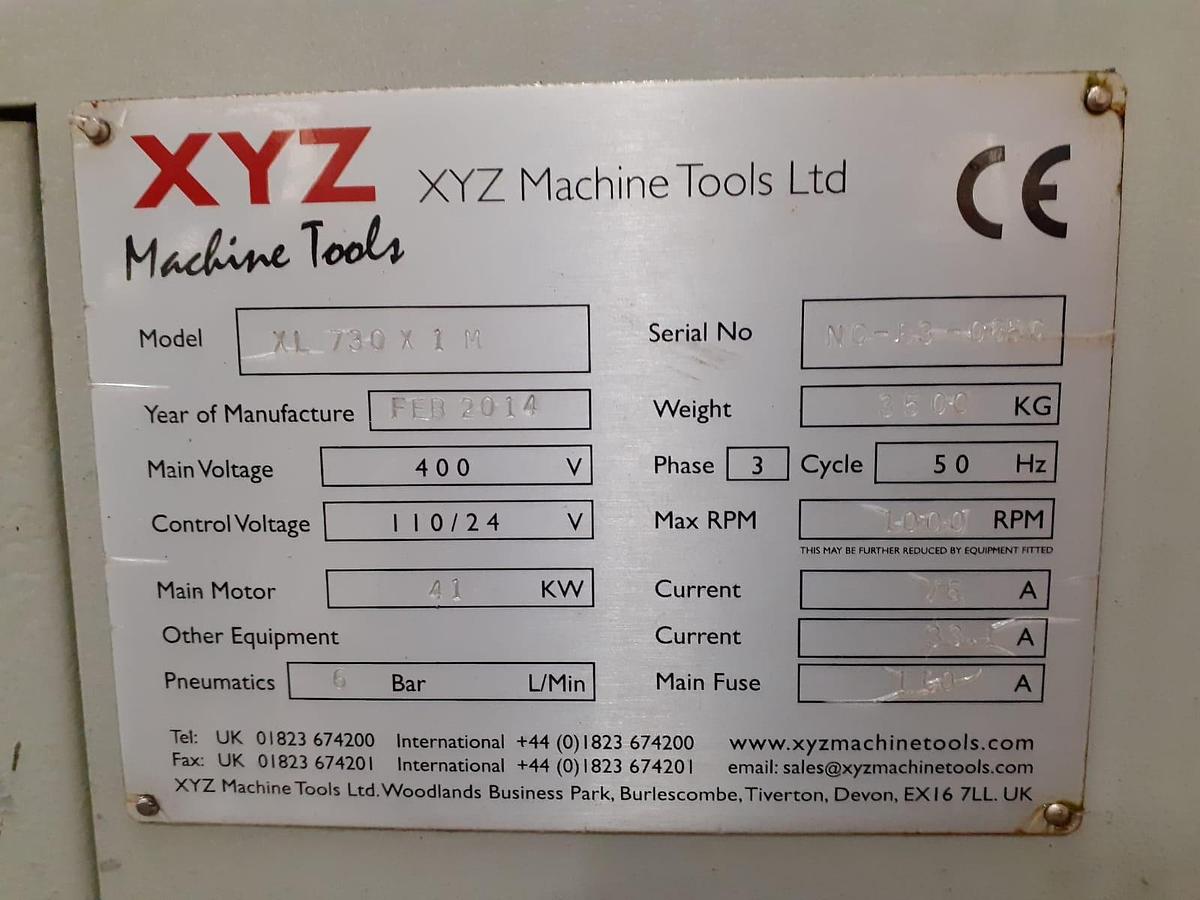 XYZ
Machine Tools
XYZ Machine Tools Ltd
CE
Model XL 730 X 1 M
Serial No
Year of Manufacture FEB 2014
Weight 3500 KG
Main Voltage 400 V
Phase 3 Cycle 50 Hz
Control Voltage 110/24 V
Max RPM 1000 RPM
THIS MAY BE FURTHER REDUCED BY EQUIPMENT FITTED
Main Motor 41 KW
Current A
Other Equipment
Current A
Pneumatics 6 Bar L/Min
Main Fuse A
Tel: UK 01823 674200 International +44 (0)1823 674200 www.xyzmachinetools.com
Fax: UK 01823 674201 International +44 (0)1823 674201 email: sales@xyzmachinetools.com
XYZ Machine Tools Ltd. Woodlands Business Park, Burlescombe, Tiverton, Devon, EX16 7LL. UK